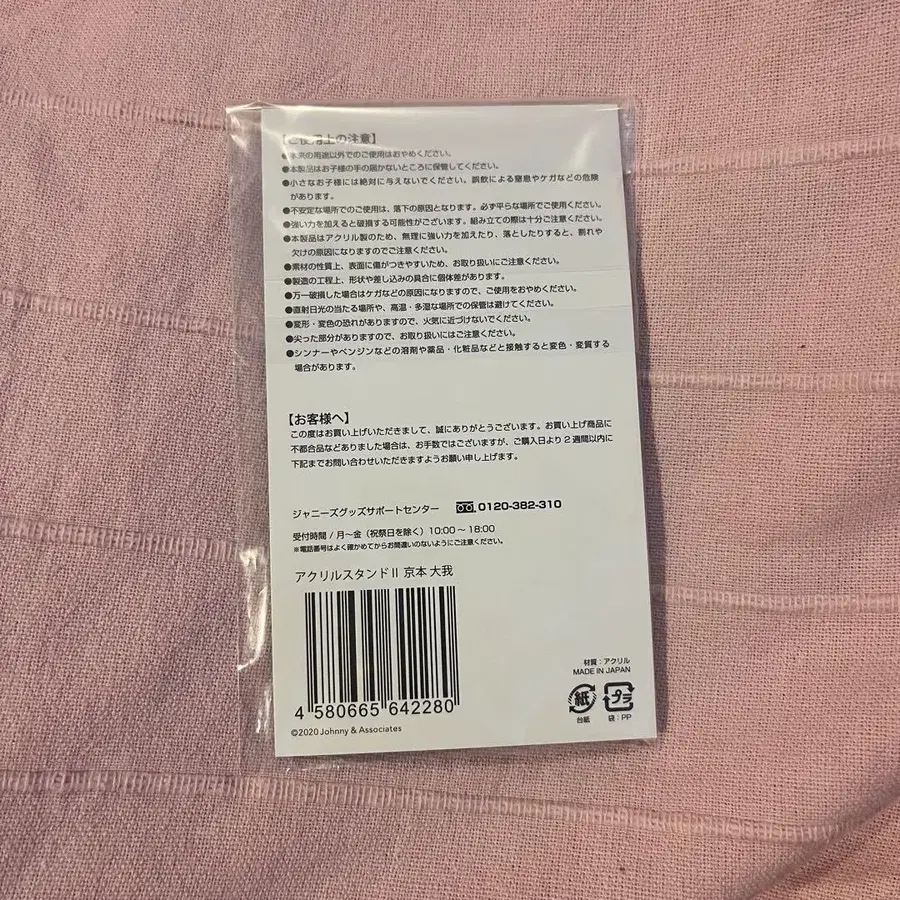 【ご使用上の注意】
●本来の用途以外でのご使用はおやめください。
●本製品はお子様の手の届かないところに保管してください。
●小さなお子様には絶対に与えないでください。誤飲による窒息やケガなどの危険
があります。
●不安定な場所でのご使用は、落下の原因となります。必ず平らな場所でご使用ください。
●強い力を加えると破損する可能性がございます。組み立ての際は十分ご注意ください。
●本製品はアクリル製のため、無理に強い力を加えたり、落としたりすると、割れや
欠けの原因になりますのでご注意ください。
●素材の性質上、表面に傷がつきやすいため、お取り扱いにご注意ください。
●製造の工程上、形状や差し込みの具合に個体差があります。
●万一破損した場合はケガなどの原因になりますので、ご使用をおやめください。
●直射日光の当たる場所や、高温・多湿な場所での保管は避けてください。
●変形・変色の恐れがありますので、火気に近づけないでください。
●尖った部分がありますので、お取り扱いにはご注意ください。
●シンナーやベンジンなどの溶剤や薬品・化粧品などと接触すると変色・変質する
場合があります。
【お客様へ】
この度はお買い上げいただきまして、誠にありがとうございます。お買い上げ商品に
不都合品などありました場合は、お手数ではございますが、ご購入日より2週間以内に
下記までお問い合わせいただきますようお願い申し上げます。
ジャニーズグッズサポートセンター 0120-382-310
受付時間/月～金(祝祭日を除く)10:00～18:00
※電話番号はよく確かめてからお間違いのないようにご注意ください。
アクリルスタンドⅡ 京本 大我
4 580665 642280
©2020 Johnny & Associates
材質：アクリル
MADE IN JAPAN
紙 プラ
台紙 袋：PP